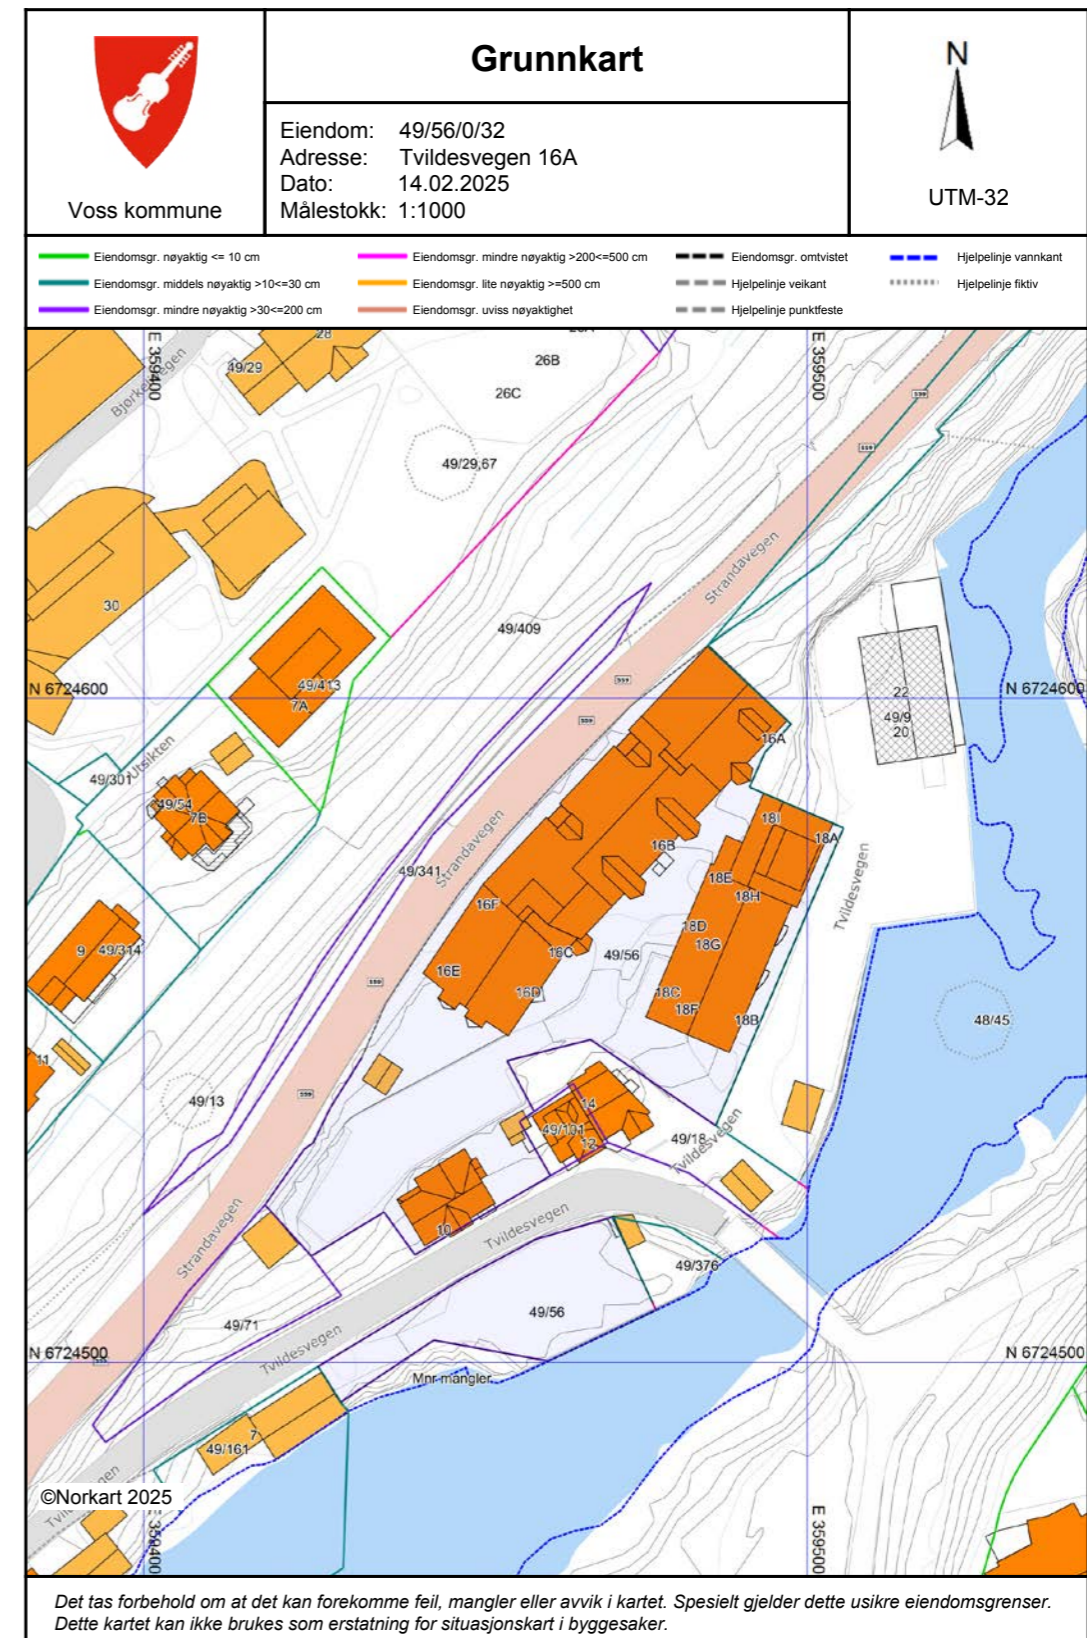 Grunnkart
Voss kommune
Eiendom: 49/56/0/32
Adresse: Tvildesvegen 16A
Dato: 14.02.2025
Målestokk: 1:1000
N
UTM-32
Eiendomsgr. nøyaktig <= 10 cm
Eiendomsgr. middels nøyaktig >10<=30 cm
Eiendomsgr. mindre nøyaktig >30<=200 cm
Eiendomsgr. mindre nøyaktig >200<=500 cm
Eiendomsgr. lite nøyaktig >=500 cm
Eiendomsgr. uviss nøyaktighet
Eiendomsgr. omtvistet
Hjelpelinje veikant
Hjelpelinje punktfeste
Hjelpelinje vannkant
Hjelpelinje fiktiv
E 359400
E 359500
28
26B
49/29
26C
559
49/29,67
559
Strandavegen
30
49/409
N 6724600
N 6724600
49/413
7A
559
22
49/9
20
559
16A
Utsikten
49/301
49/54
7B
18I
18A
16B
Strandavegen
49/341
18E
18H
Tvildesvegen
16F
18D
18G
9
49/314
16C
49/56
16E
559
16D
18C
18F
18B
48/45
11
559
49/13
14
49/101
12
49/18
Tvildesvegen
Strandavegen
10
Tvildesvegen
49/376
49/71
49/56
Tvildesvegen
N 6724500
N 6724500
Mnr mangler
7
49/161
©Norkart 2025
E 359400
E 359500
Det tas forbehold om at det kan forekomme feil, mangler eller avvik i kartet. Spesielt gjelder dette usikre eiendomsgrenser.
Dette kartet kan ikke brukes som erstatning for situasjonskart i byggesaker.